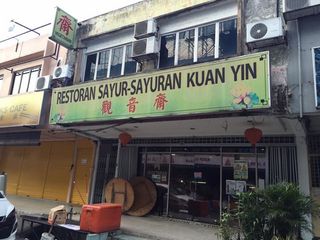 齋
RESTORAN SAYUR-SAYURAN KUAN YIN
觀音齋
CAFE